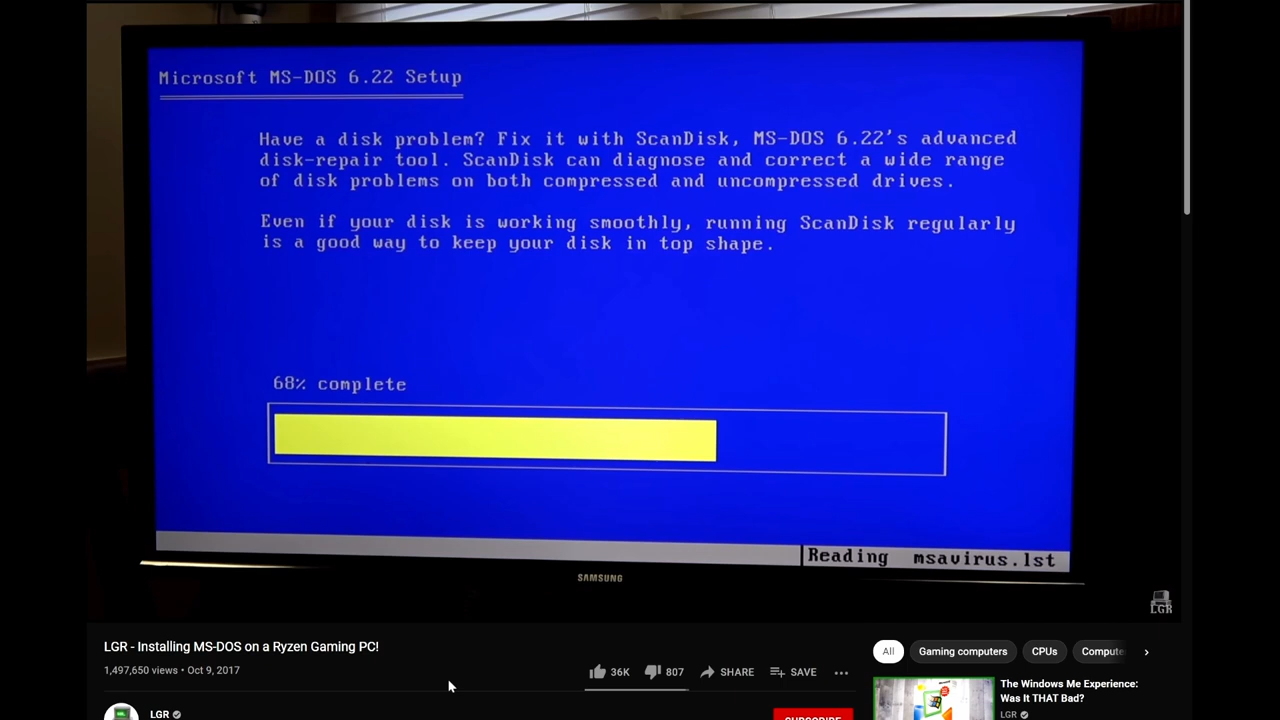 Microsoft MS-DOS 6.22 Setup
Have a disk problem? Fix it with ScanDisk, MS-DOS 6.22's advanced
disk-repair tool. ScanDisk can diagnose and correct a wide range
of disk problems on both compressed and uncompressed drives.
Even if your disk is working smoothly, running ScanDisk regularly
is a good way to keep your disk in top shape.
68% complete
Reading msavirus.lst
SAMSUNG
LGR
LGR - Installing MS-DOS on a Ryzen Gaming PC!
1,497,650 views • Oct 9, 2017
36K 807 SHARE SAVE
LGR
SUBSCRIBE
All Gaming computers CPUs Compute
The Windows Me Experience:
Was It THAT Bad?
LGR